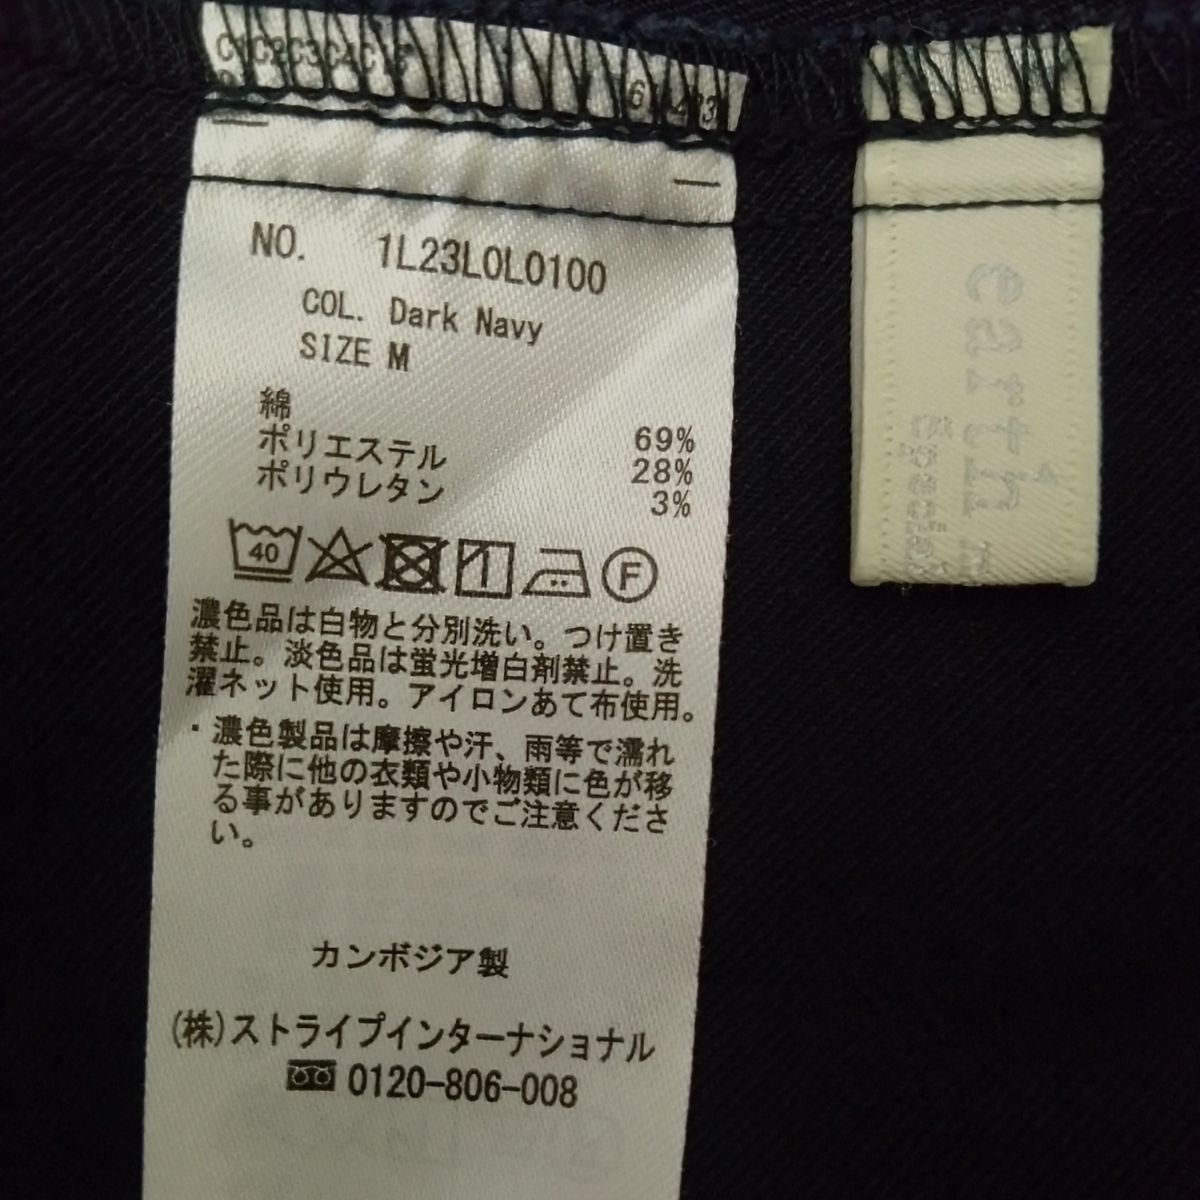 NO. 1L23L0L0100
COL. Dark Navy
SIZE M
綿 69%
ポリエステル 28%
ポリウレタン 3%
40
F
濃色品は白物と分別洗い。つけ置き
禁止。淡色品は蛍光増白剤禁止。洗
濯ネット使用。アイロンあて布使用。
・濃色製品は摩擦や汗、雨等で濡れ
た際に他の衣類や小物類に色が移
る事がありますのでご注意くださ
い。
カンボジア製
(株)ストライプインターナショナル
0120-806-008